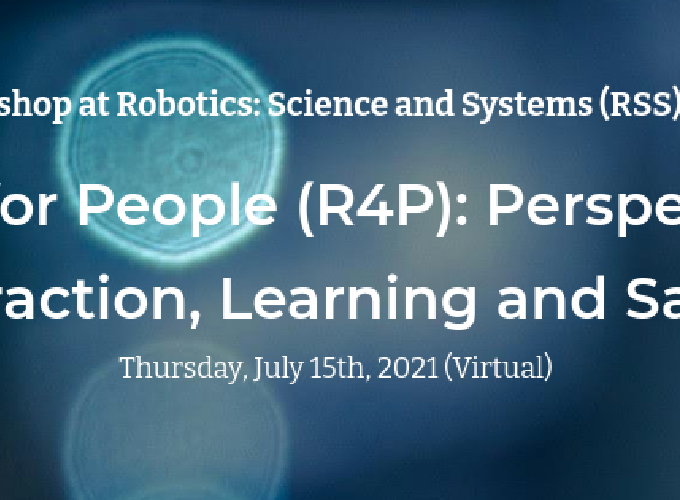 shop at Robotics: Science and Systems (RSS)
or People (R4P): Perspe
raction, Learning and Sa
Thursday, July 15th, 2021 (Virtual)